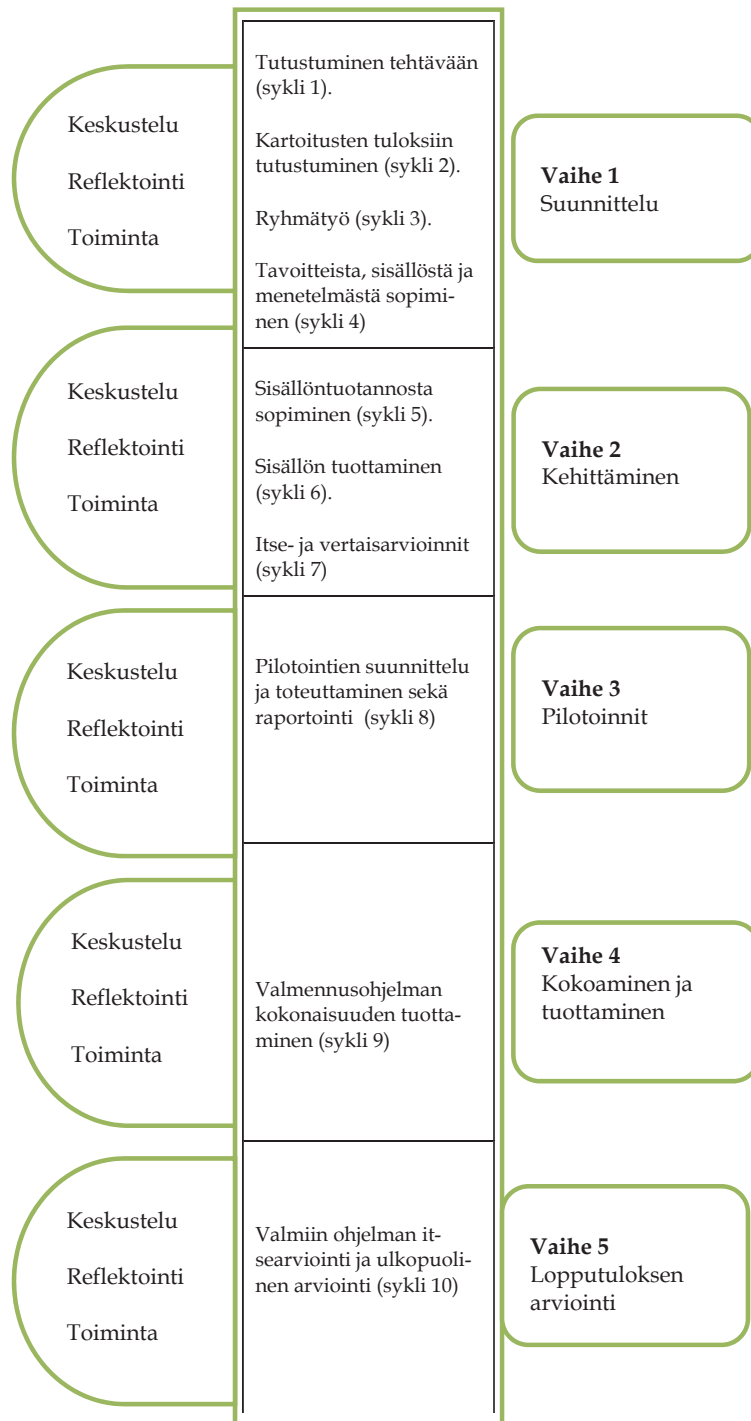 Keskustelu
Reflektointi
Toiminta
Tutustuminen tehtävään
(sykli 1).
Kartoitusten tuloksiin
tutustuminen (sykli 2).
Ryhmätyö (sykli 3).
Tavoitteista, sisällöstä ja
menetelmästä sopimi-
nen (sykli 4)
Vaihe 1
Suunnittelu
Keskustelu
Reflektointi
Toiminta
Sisällöntuotannosta
sopiminen (sykli 5).
Sisällön tuottaminen
(sykli 6).
Itse- ja vertaisarvioinnit
(sykli 7)
Vaihe 2
Kehittäminen
Keskustelu
Reflektointi
Toiminta
Pilotointien suunnittelu
ja toteuttaminen sekä
raportointi (sykli 8)
Vaihe 3
Pilotoinnit
Keskustelu
Reflektointi
Toiminta
Valmennusohjelman
kokonaisuuden tuotta-
minen (sykli 9)
Vaihe 4
Kokoaminen ja
tuottaminen
Keskustelu
Reflektointi
Toiminta
Valmiin ohjelman it-
searviointi ja ulkopuoli-
nen arviointi (sykli 10)
Vaihe 5
Lopputuloksen
arviointi